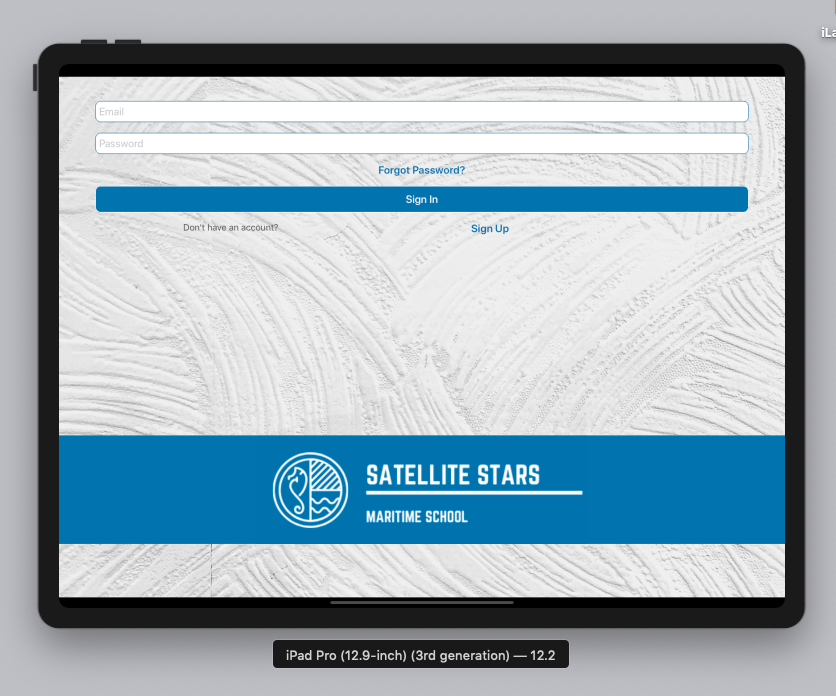 Email
Password
Forgot Password?
Sign In
Don't have an account? Sign Up
SATELLITE STARS
MARITIME SCHOOL
iPad Pro (12.9-inch) (3rd generation) — 12.2